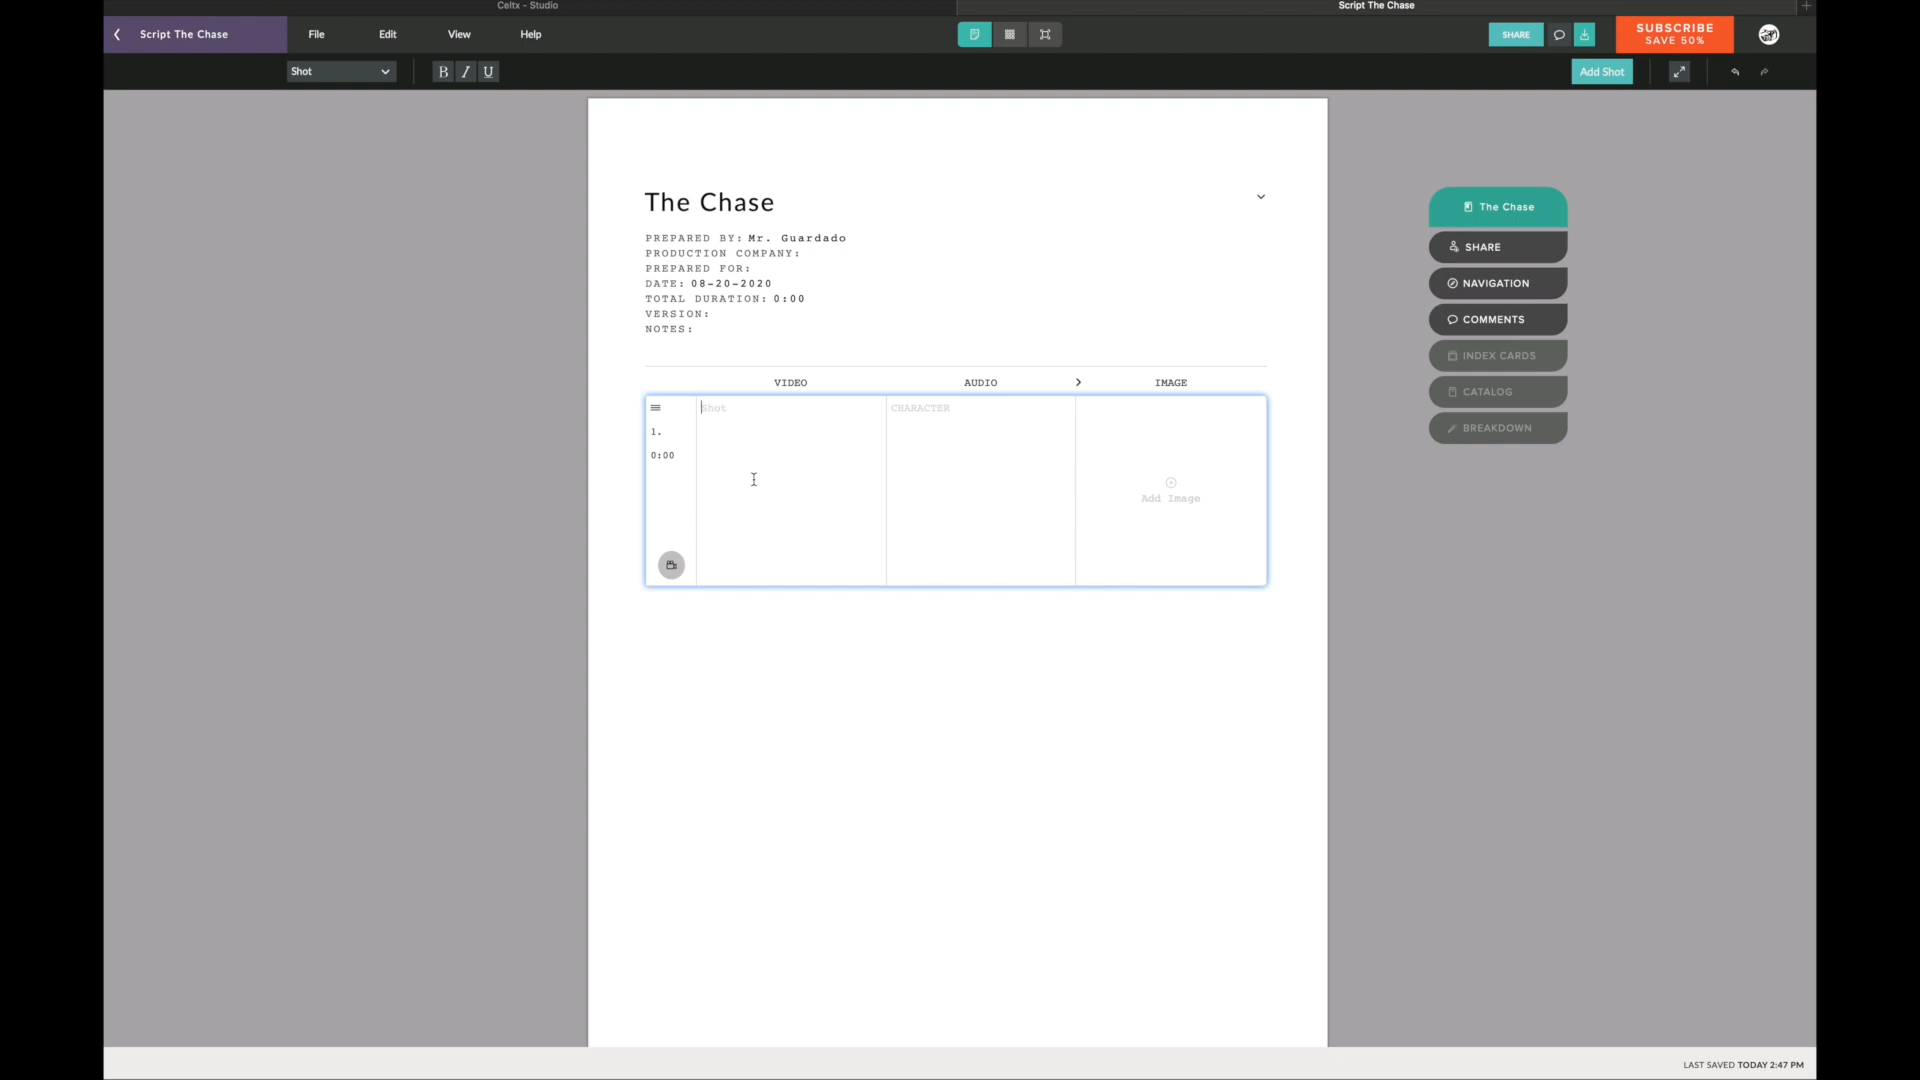 Celtx - Studio
Script The Chase
Script The Chase
File
Edit
View
Help
SHARE
SUBSCRIBE
SAVE 50%
Shot
B I U
Add Shot
The Chase
PREPARED BY: Mr. Guardado
PRODUCTION COMPANY:
PREPARED FOR:
DATE: 08-20-2020
TOTAL DURATION: 0:00
VERSION:
NOTES:
VIDEO
AUDIO
IMAGE
Shot
CHARACTER
1.
0:00
Add Image
The Chase
SHARE
NAVIGATION
COMMENTS
INDEX CARDS
CATALOG
BREAKDOWN
LAST SAVED TODAY 2:47 PM